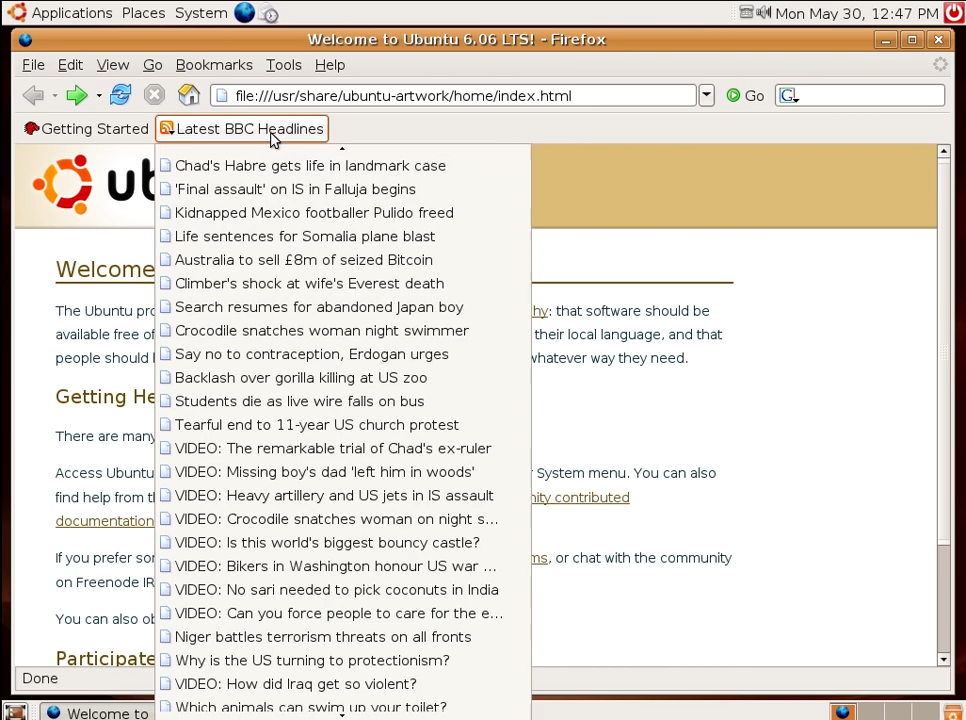 Applications Places System Mon May 30, 12:47 PM
Welcome to Ubuntu 6.06 LTS! - Firefox
File Edit View Go Bookmarks Tools Help
file:///usr/share/ubuntu-artwork/home/index.html Go G
Getting Started Latest BBC Headlines
ub
Chad's Habre gets life in landmark case
'Final assault' on IS in Falluja begins
Kidnapped Mexico footballer Pulido freed
Life sentences for Somalia plane blast
Australia to sell £8m of seized Bitcoin
Climber's shock at wife's Everest death
Search resumes for abandoned Japan boy
Crocodile snatches woman night swimmer
Say no to contraception, Erdogan urges
Backlash over gorilla killing at US zoo
Students die as live wire falls on bus
Tearful end to 11-year US church protest
VIDEO: The remarkable trial of Chad's ex-ruler
VIDEO: Missing boy's dad 'left him in woods'
VIDEO: Heavy artillery and US jets in IS assault
VIDEO: Crocodile snatches woman on night s...
VIDEO: Is this world's biggest bouncy castle?
VIDEO: Bikers in Washington honour US war ...
VIDEO: No sari needed to pick coconuts in India
VIDEO: Can you force people to care for the e...
Niger battles terrorism threats on all fronts
Why is the US turning to protectionism?
VIDEO: How did Iraq get so violent?
Which animals can swim up your toilet?
Welcome
The Ubuntu pro hy: that software should be
available free of their local language, and that
people should whatever way they need.
Getting He
There are many
Access Ubuntu System menu. You can also
find help from th ity contributed
documentation
If you prefer so ms, or chat with the community
on Freenode IR
You can also ob
Participate
Done
Welcome to